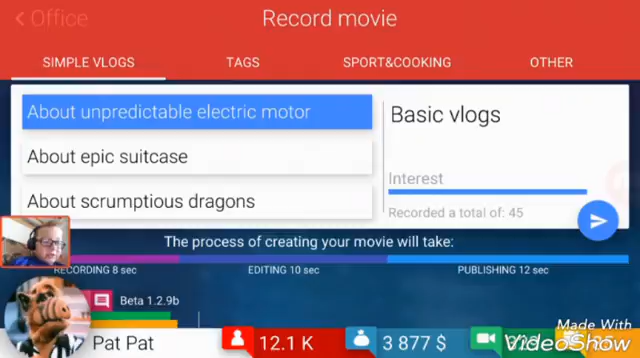 < Office Record movie
SIMPLE VLOGS TAGS SPORT&COOKING OTHER
About unpredictable electric motor
About epic suitcase
About scrumptious dragons
Basic vlogs
Interest
Recorded a total of: 45
The process of creating your movie will take:
RECORDING 8 sec EDITING 10 sec PUBLISHING 12 sec
Beta 1.2.9b
Pat Pat
12.1 K 3 877 $
Made With
VideoShow